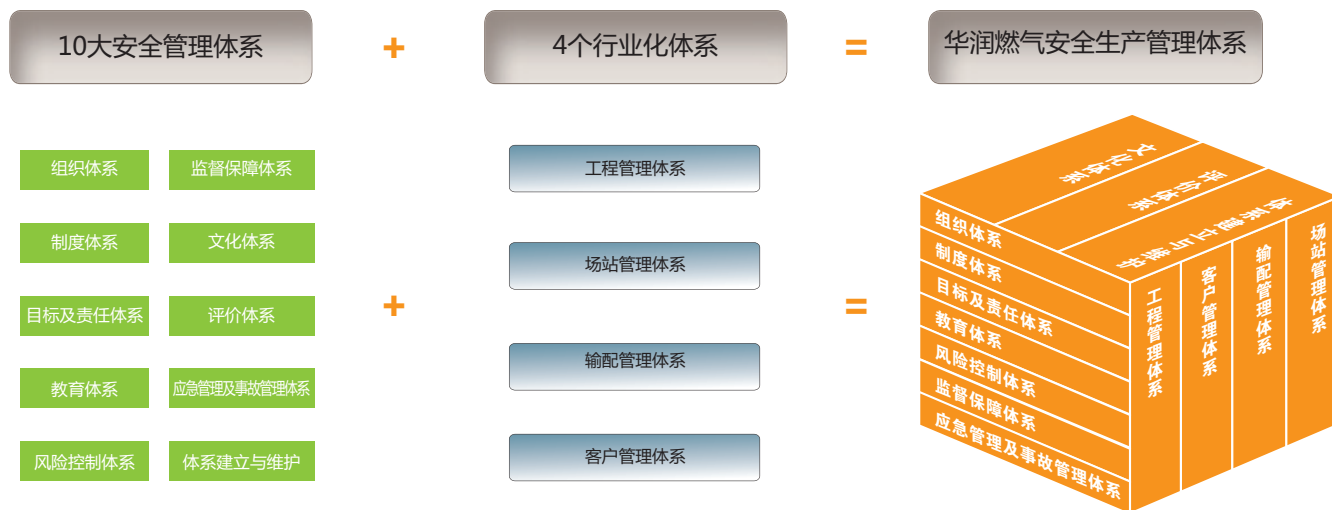 10大安全管理体系
+
4个行业化体系
=
华润燃气安全生产管理体系
组织体系
监督保障体系
制度体系
文化体系
目标及责任体系
评价体系
教育体系
应急管理及事故管理体系
风险控制体系
体系建立与维护
+
工程管理体系
场站管理体系
输配管理体系
客户管理体系
=
文化体系
评价体系
体系建立与维护
组织体系
制度体系
目标及责任体系
教育体系
风险控制体系
监督保障体系
应急管理及事故管理体系
工程管理体系
客户管理体系
输配管理体系
场站管理体系